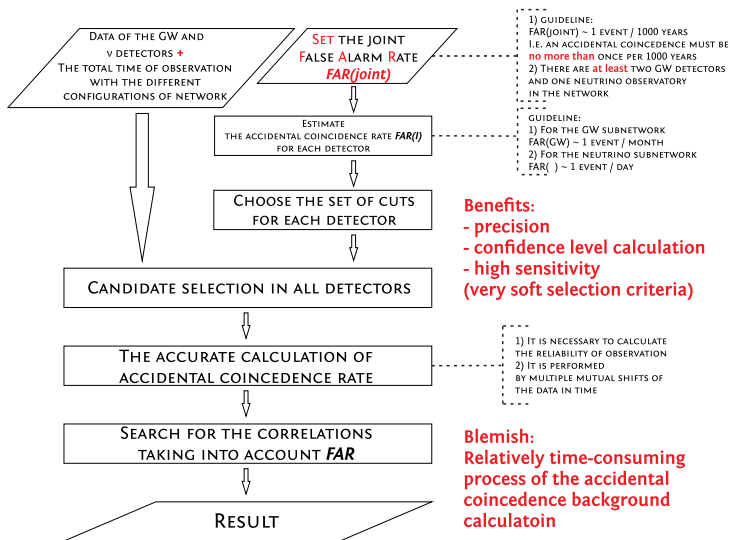 Data of the GW and
ν detectors +
The total time of observation
with the different
configurations of network
Set the joint
False Alarm Rate
FAR(joint)
1) guideline:
FAR(joint) ~ 1 event / 1000 years
I.e. an accidental coincedence must be
no more than once per 1000 years
2) There are at least two GW detectors
and one neutrino observatory
in the network
Estimate
the accidental coincidence rate FAR(i)
for each detector
Guideline:
1) For the GW subnetwork
FAR(GW) ~ 1 event / month
2) For the neutrino subnetwork
FAR( ) ~ 1 event / day
Choose the set of cuts
for each detector
Benefits:
- precision
- confidence level calculation
- high sensitivity
(very soft selection criteria)
Candidate selection in all detectors
The accurate calculation of
accidental coincedence rate
1) It is necessary to calculate
the reliability of observation
2) It is performed
by multiple mutual shifts of
the data in time
Search for the correlations
taking into account FAR
Blemish:
Relatively time-consuming
process of the accidental
coincedence background
calculatoin
Result